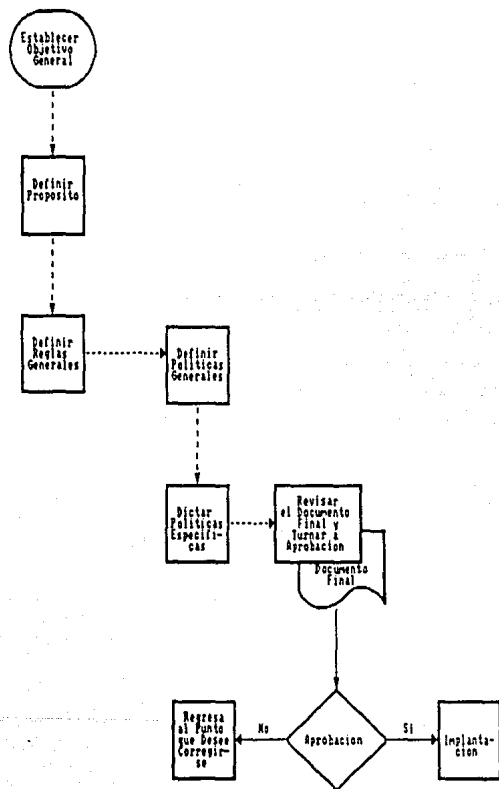 Establecer
Objetivo
General
Definir
Proposito
Definir
Reglas
Generales
Definir
Politicas
Generales
Dictar
Politicas
Especifi-
cas
Revisar
el Documento
Final y
Turnar a
Aprobacion
Documento
Final
Regresa
al Punto
que Desee
Corregir-
se
No
Aprobacion
Si
Implanta-
cion